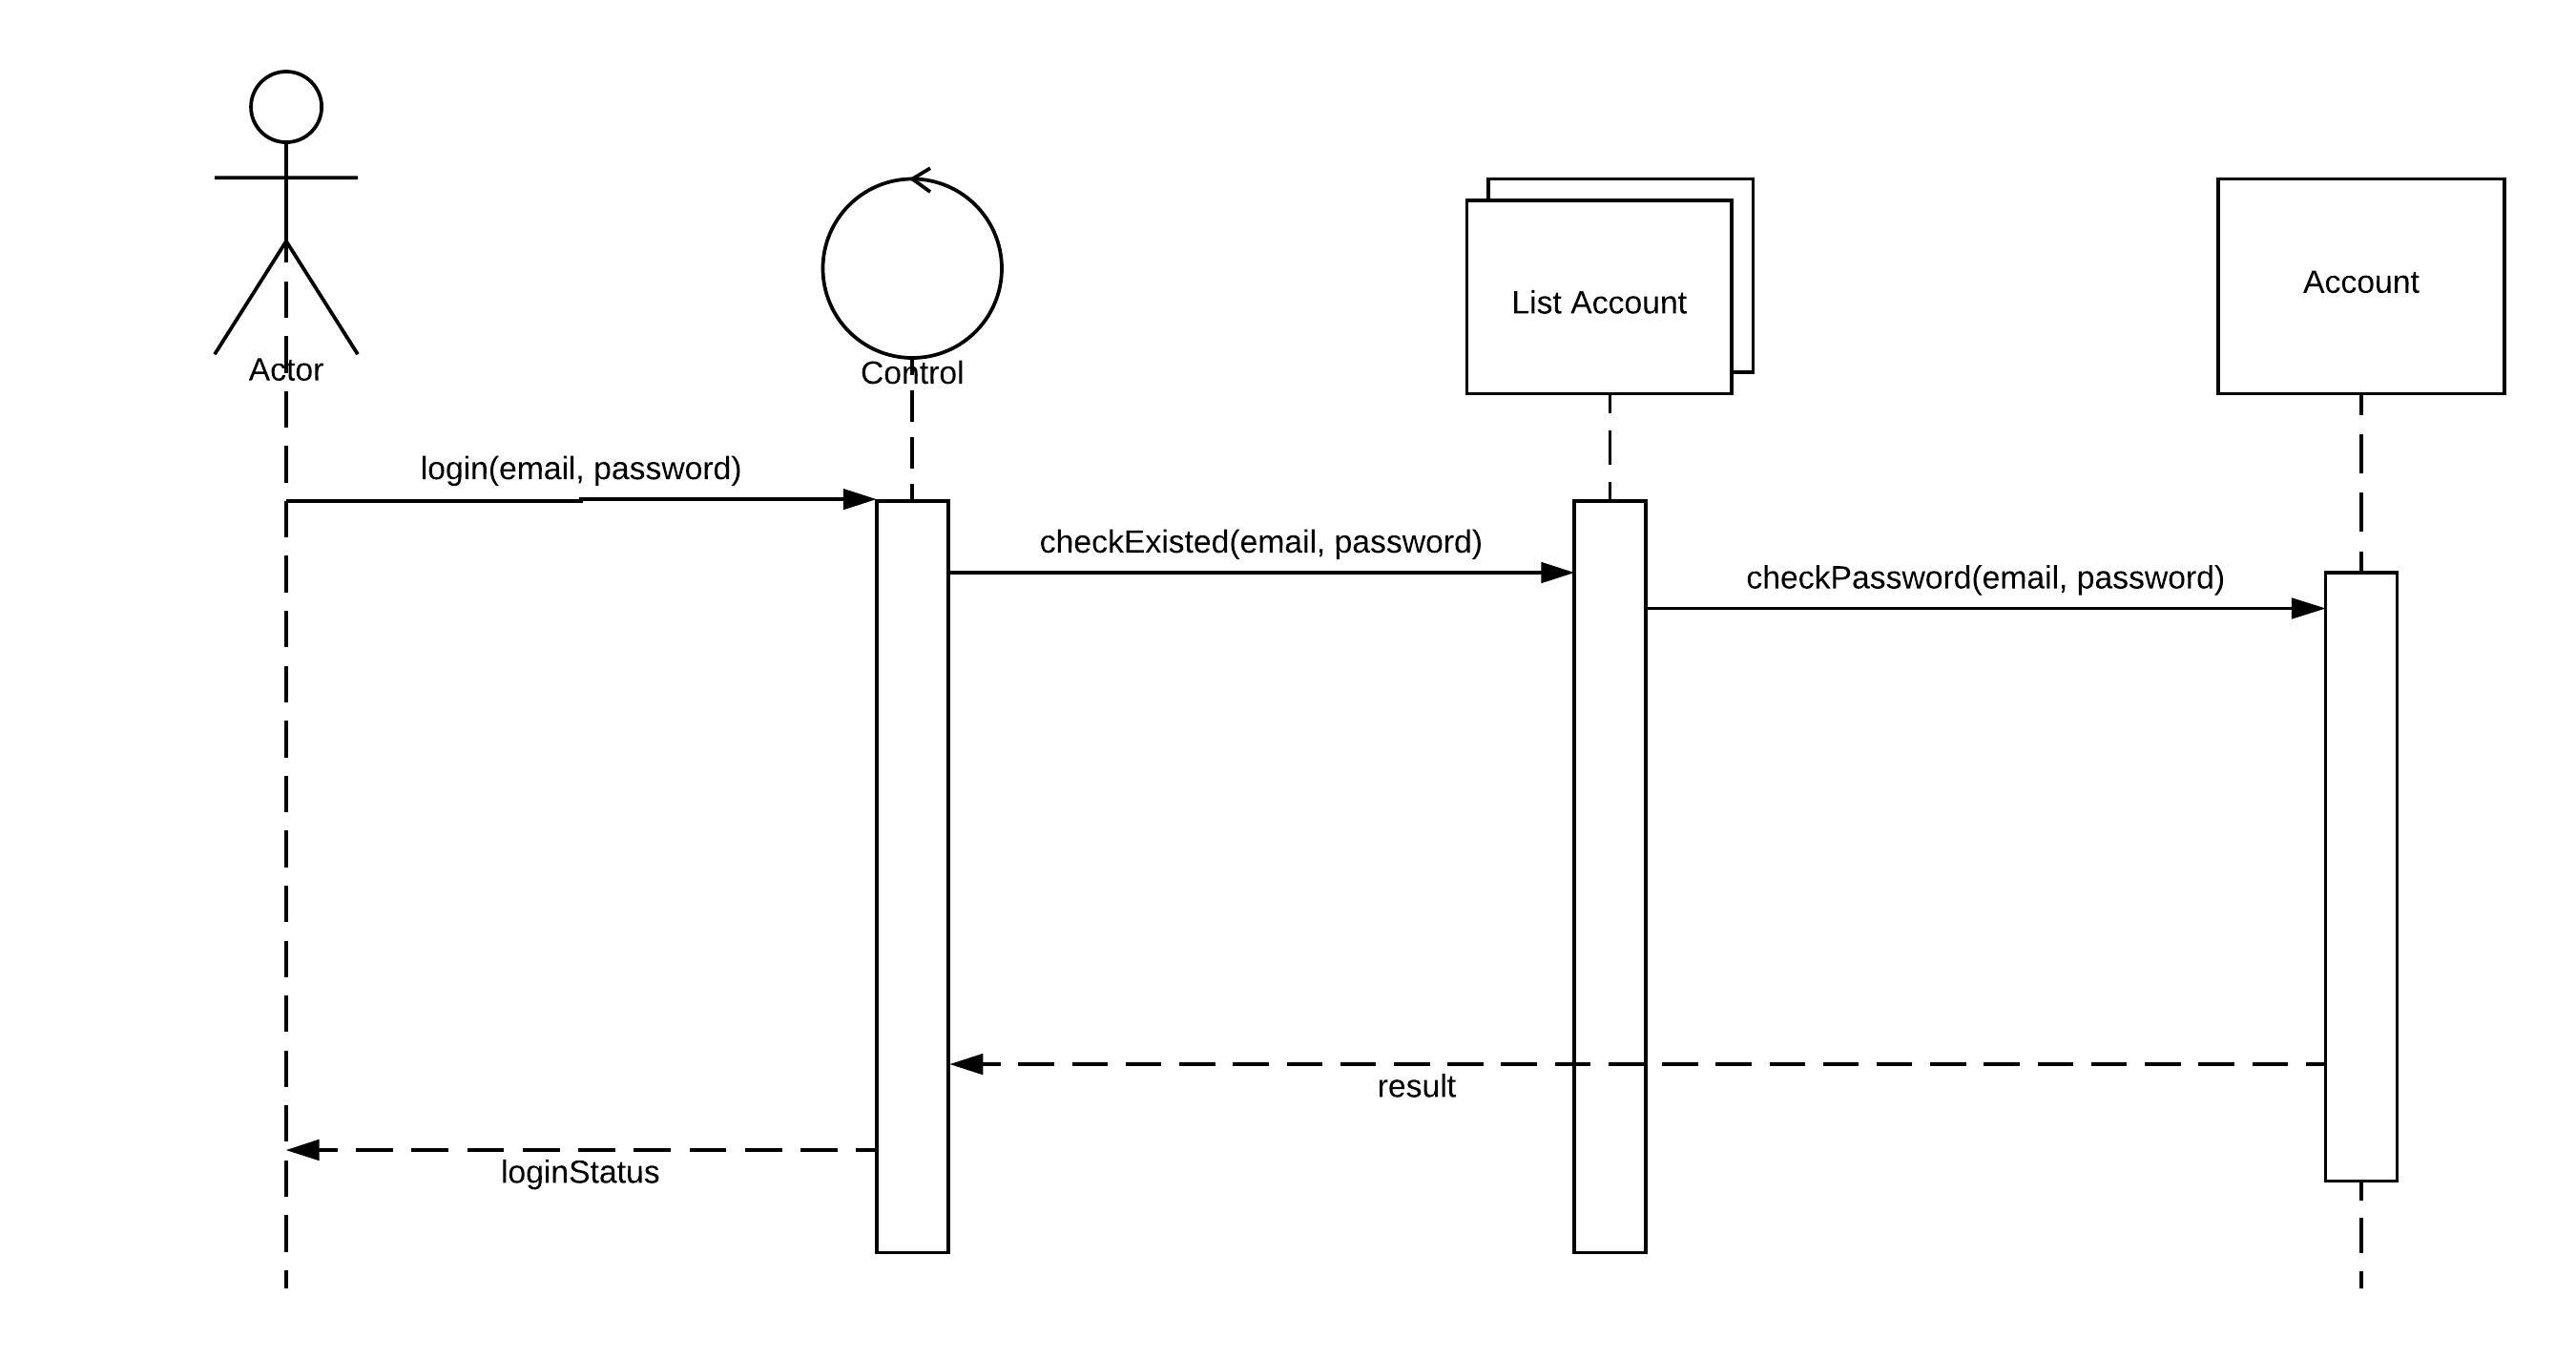 Actor
Control
List Account
Account
login(email, password)
checkExisted(email, password)
checkPassword(email, password)
result
loginStatus